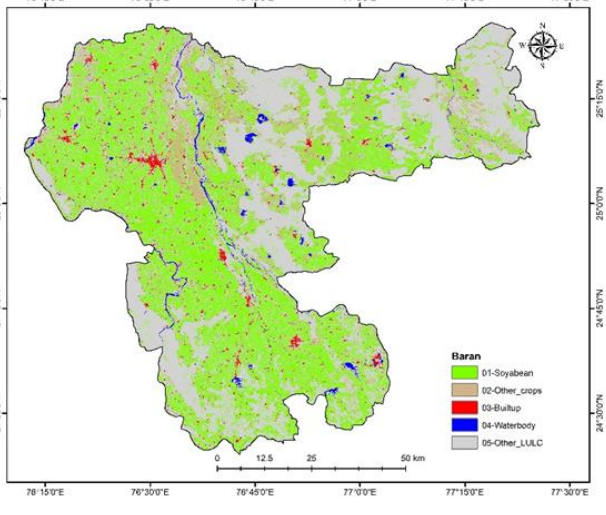 N
W E
S
25°15'0"N
25°0'0"N
24°45'0"N
24°30'0"N
Baran
01-Soyabean
02-Other_crops
03-Builtup
04-Waterbody
05-Other_LULC
0 12.5 25 50 km
76°15'0"E 76°30'0"E 76°45'0"E 77°0'0"E 77°15'0"E 77°30'0"E